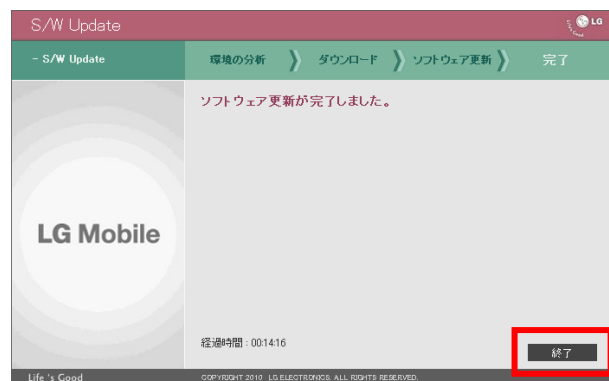 S/W Update
LG
- S/W Update
環境の分析 》 ダウンロード 》 ソフトウェア更新 》 完了
ソフトウェア更新が完了しました。
LG Mobile
経過時間 : 00:14:16
終了
Life's Good
COPYRIGHT 2010 LG ELECTRONICS. ALL RIGHTS RESERVED.